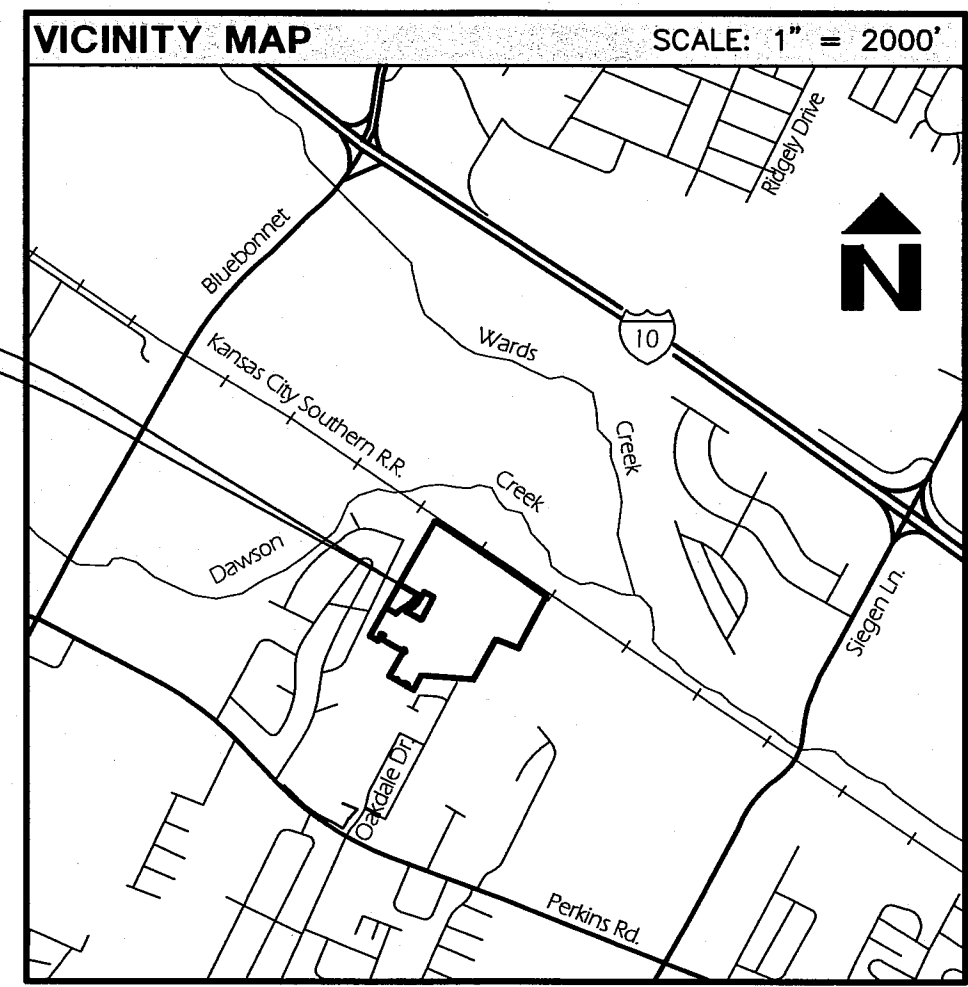 VICINITY MAP
SCALE: 1" = 2000'
Ridgely Drive
Bluebonnet
N
Wards
10
Kansas City Southern R.R.
Creek
Creek
Dawson
Siegen Ln.
Oakdale Dr.
Perkins Rd.